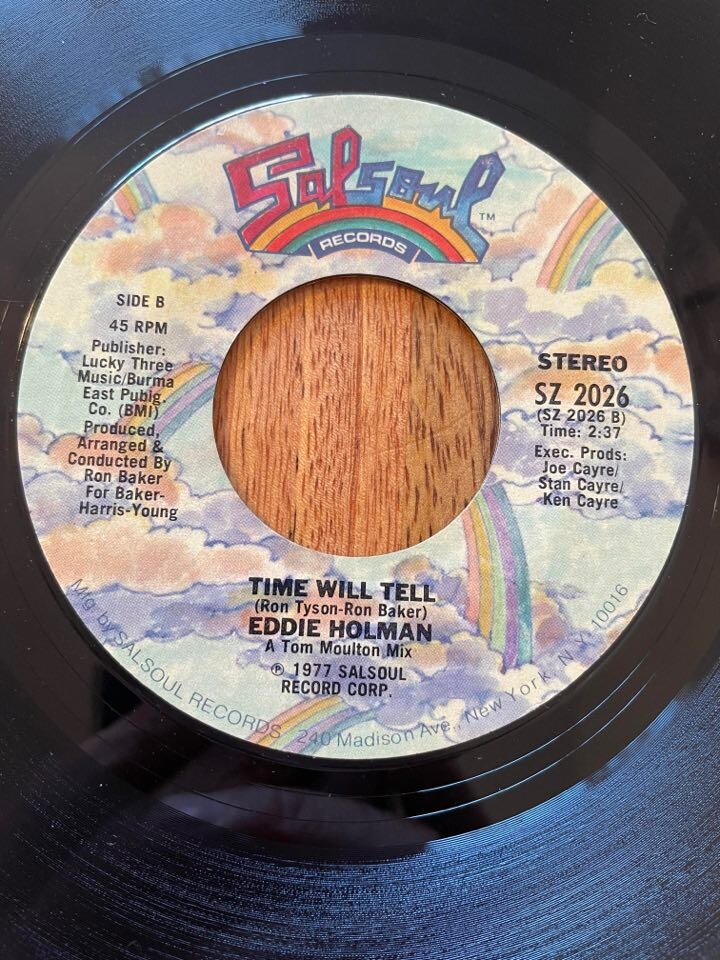 Salsoul™
RECORDS
SIDE B
45 RPM
Publisher:
Lucky Three
Music/Burma
East Pubig.
Co. (BMI)
Produced,
Arranged &
Conducted By
Ron Baker
For Baker-
Harris-Young
STEREO
SZ 2026
(SZ 2026 B)
Time: 2:37
Exec. Prods:
Joe Cayre/
Stan Cayre/
Ken Cayre
TIME WILL TELL
(Ron Tyson-Ron Baker)
EDDIE HOLMAN
A Tom Moulton Mix
℗ 1977 SALSOUL
RECORD CORP.
Mfg by SALSOUL RECORDS 240 Madison Ave., New York, N.Y. 10016